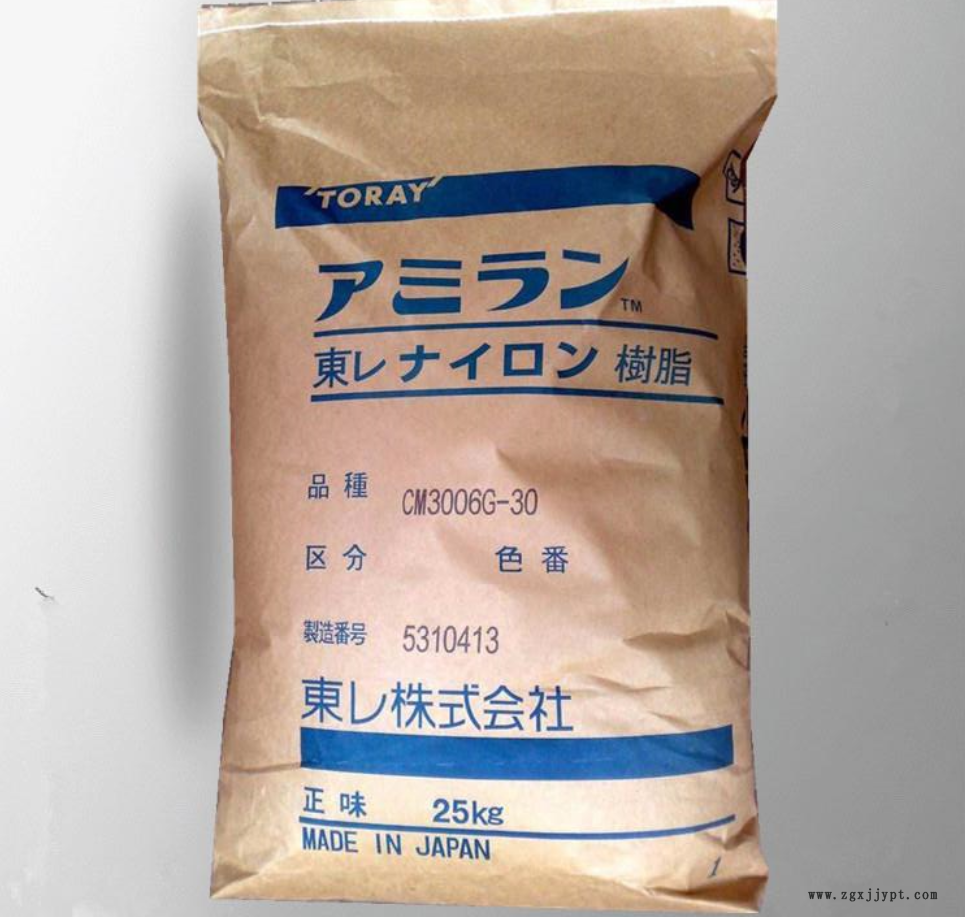 TORAY
アミラン TM
東レ ナイロン 樹脂
品種 CM3006G-30
区分 色番
製造番号 5310413
東レ株式会社
正味 25kg
MADE IN JAPAN
1
www.zgxjjypt.com